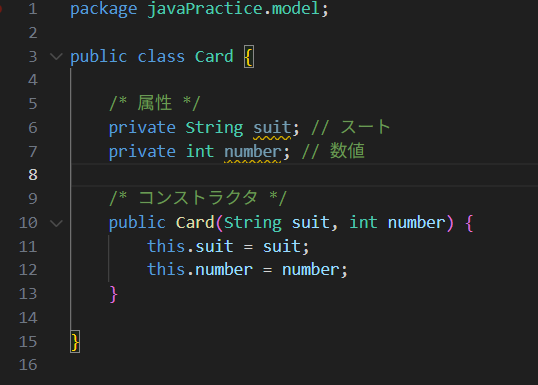 1 package javaPractice.model;
2
3 public class Card {
4
5 /* 属性 */
6 private String suit; // スート
7 private int number; // 数値
8
9 /* コンストラクタ */
10 public Card(String suit, int number) {
11 this.suit = suit;
12 this.number = number;
13 }
14
15 }
16